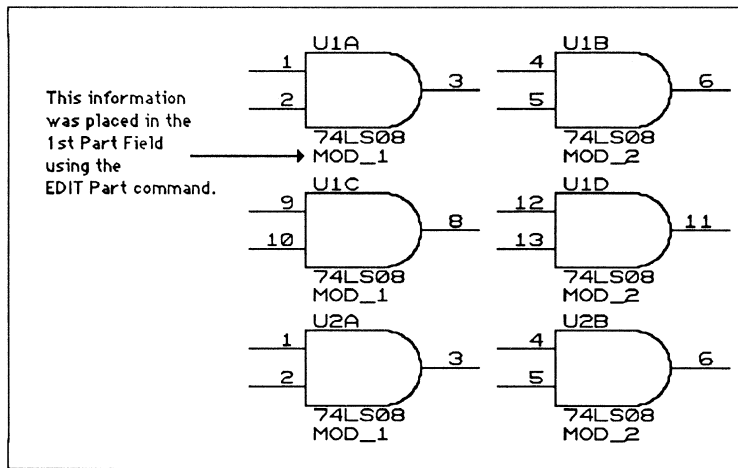 This information
was placed in the
1st Part Field
using the
EDIT Part command.
U1A
1
2
3
74LS08
MOD_1
U1B
4
5
6
74LS08
MOD_2
U1C
9
10
8
74LS08
MOD_1
U1D
12
13
11
74LS08
MOD_2
U2A
1
2
3
74LS08
MOD_1
U2B
4
5
6
74LS08
MOD_2